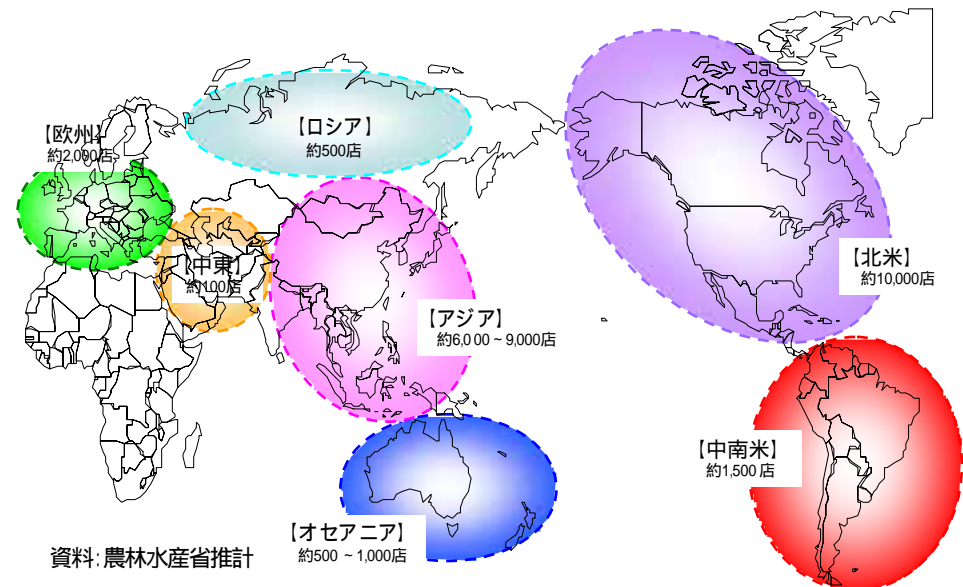 【欧州】
約2,000店
【ロシア】
約500店
【中東】
約100店
【アジア】
約6,000～9,000店
【北米】
約10,000店
【中南米】
約1,500店
【オセアニア】
約500～1,000店
資料:農林水産省推計